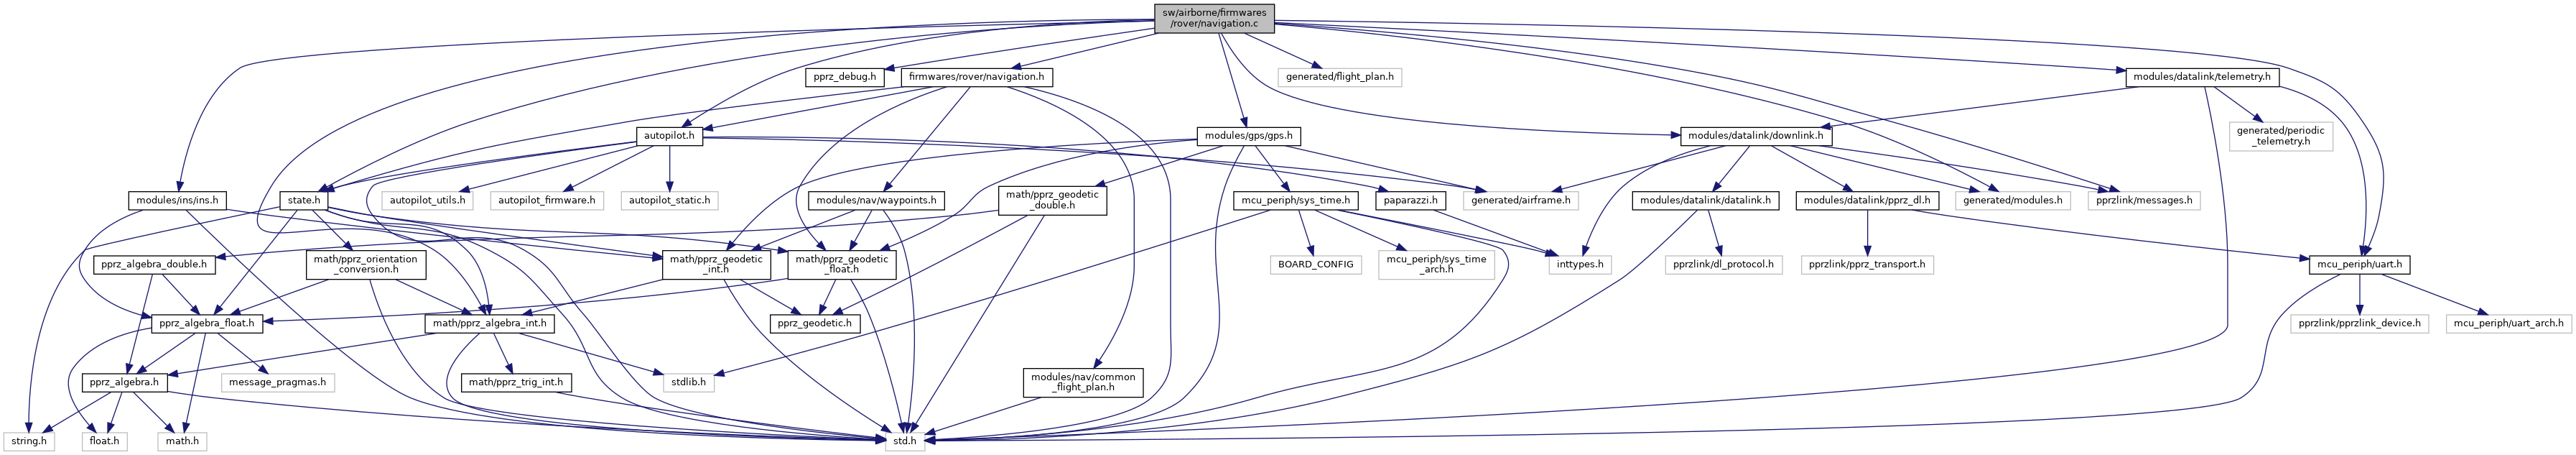 sw/airborne/firmwares
/rover/navigation.c
pprz_debug.h
firmwares/rover/navigation.h
generated/flight_plan.h
modules/datalink/telemetry.h
autopilot.h
modules/gps/gps.h
modules/datalink/downlink.h
generated/periodic
_telemetry.h
modules/ins/ins.h
state.h
autopilot_utils.h
autopilot_firmware.h
autopilot_static.h
modules/nav/waypoints.h
math/pprz_geodetic
_double.h
mcu_periph/sys_time.h
paparazzi.h
generated/airframe.h
modules/datalink/datalink.h
modules/datalink/pprz_dl.h
generated/modules.h
pprzlink/messages.h
pprz_algebra_double.h
math/pprz_orientation
_conversion.h
math/pprz_geodetic
_int.h
math/pprz_geodetic
_float.h
BOARD_CONFIG
mcu_periph/sys_time
_arch.h
inttypes.h
pprzlink/dl_protocol.h
pprzlink/pprz_transport.h
mcu_periph/uart.h
pprz_algebra_float.h
math/pprz_algebra_int.h
pprz_geodetic.h
pprzlink/pprzlink_device.h
mcu_periph/uart_arch.h
pprz_algebra.h
message_pragmas.h
math/pprz_trig_int.h
stdlib.h
modules/nav/common
_flight_plan.h
string.h
float.h
math.h
std.h